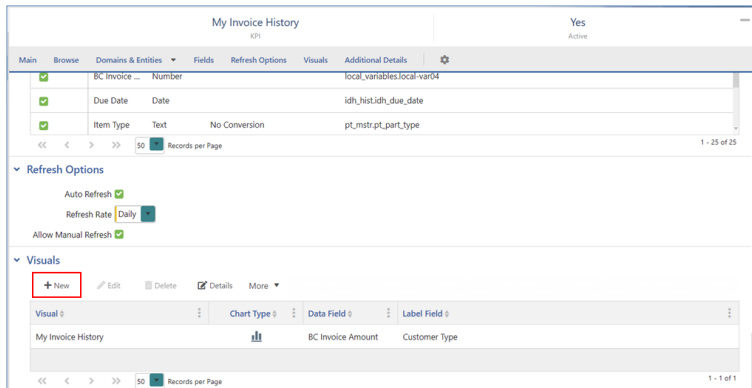 My Invoice History Yes
KPI Active
Main Browse Domains & Entities Fields Refresh Options Visuals Additional Details
BC Invoice ... Number local_variables.local-var04
Due Date Date idh_hist.idh_due_date
Item Type Text No Conversion pt_mstr.pt_part_type
50 Records per Page 1 - 25 of 25
Refresh Options
Auto Refresh
Refresh Rate Daily
Allow Manual Refresh
Visuals
New Edit Delete Details More
Visual Chart Type Data Field Label Field
My Invoice History BC Invoice Amount Customer Type
50 Records per Page 1 - 1 of 1